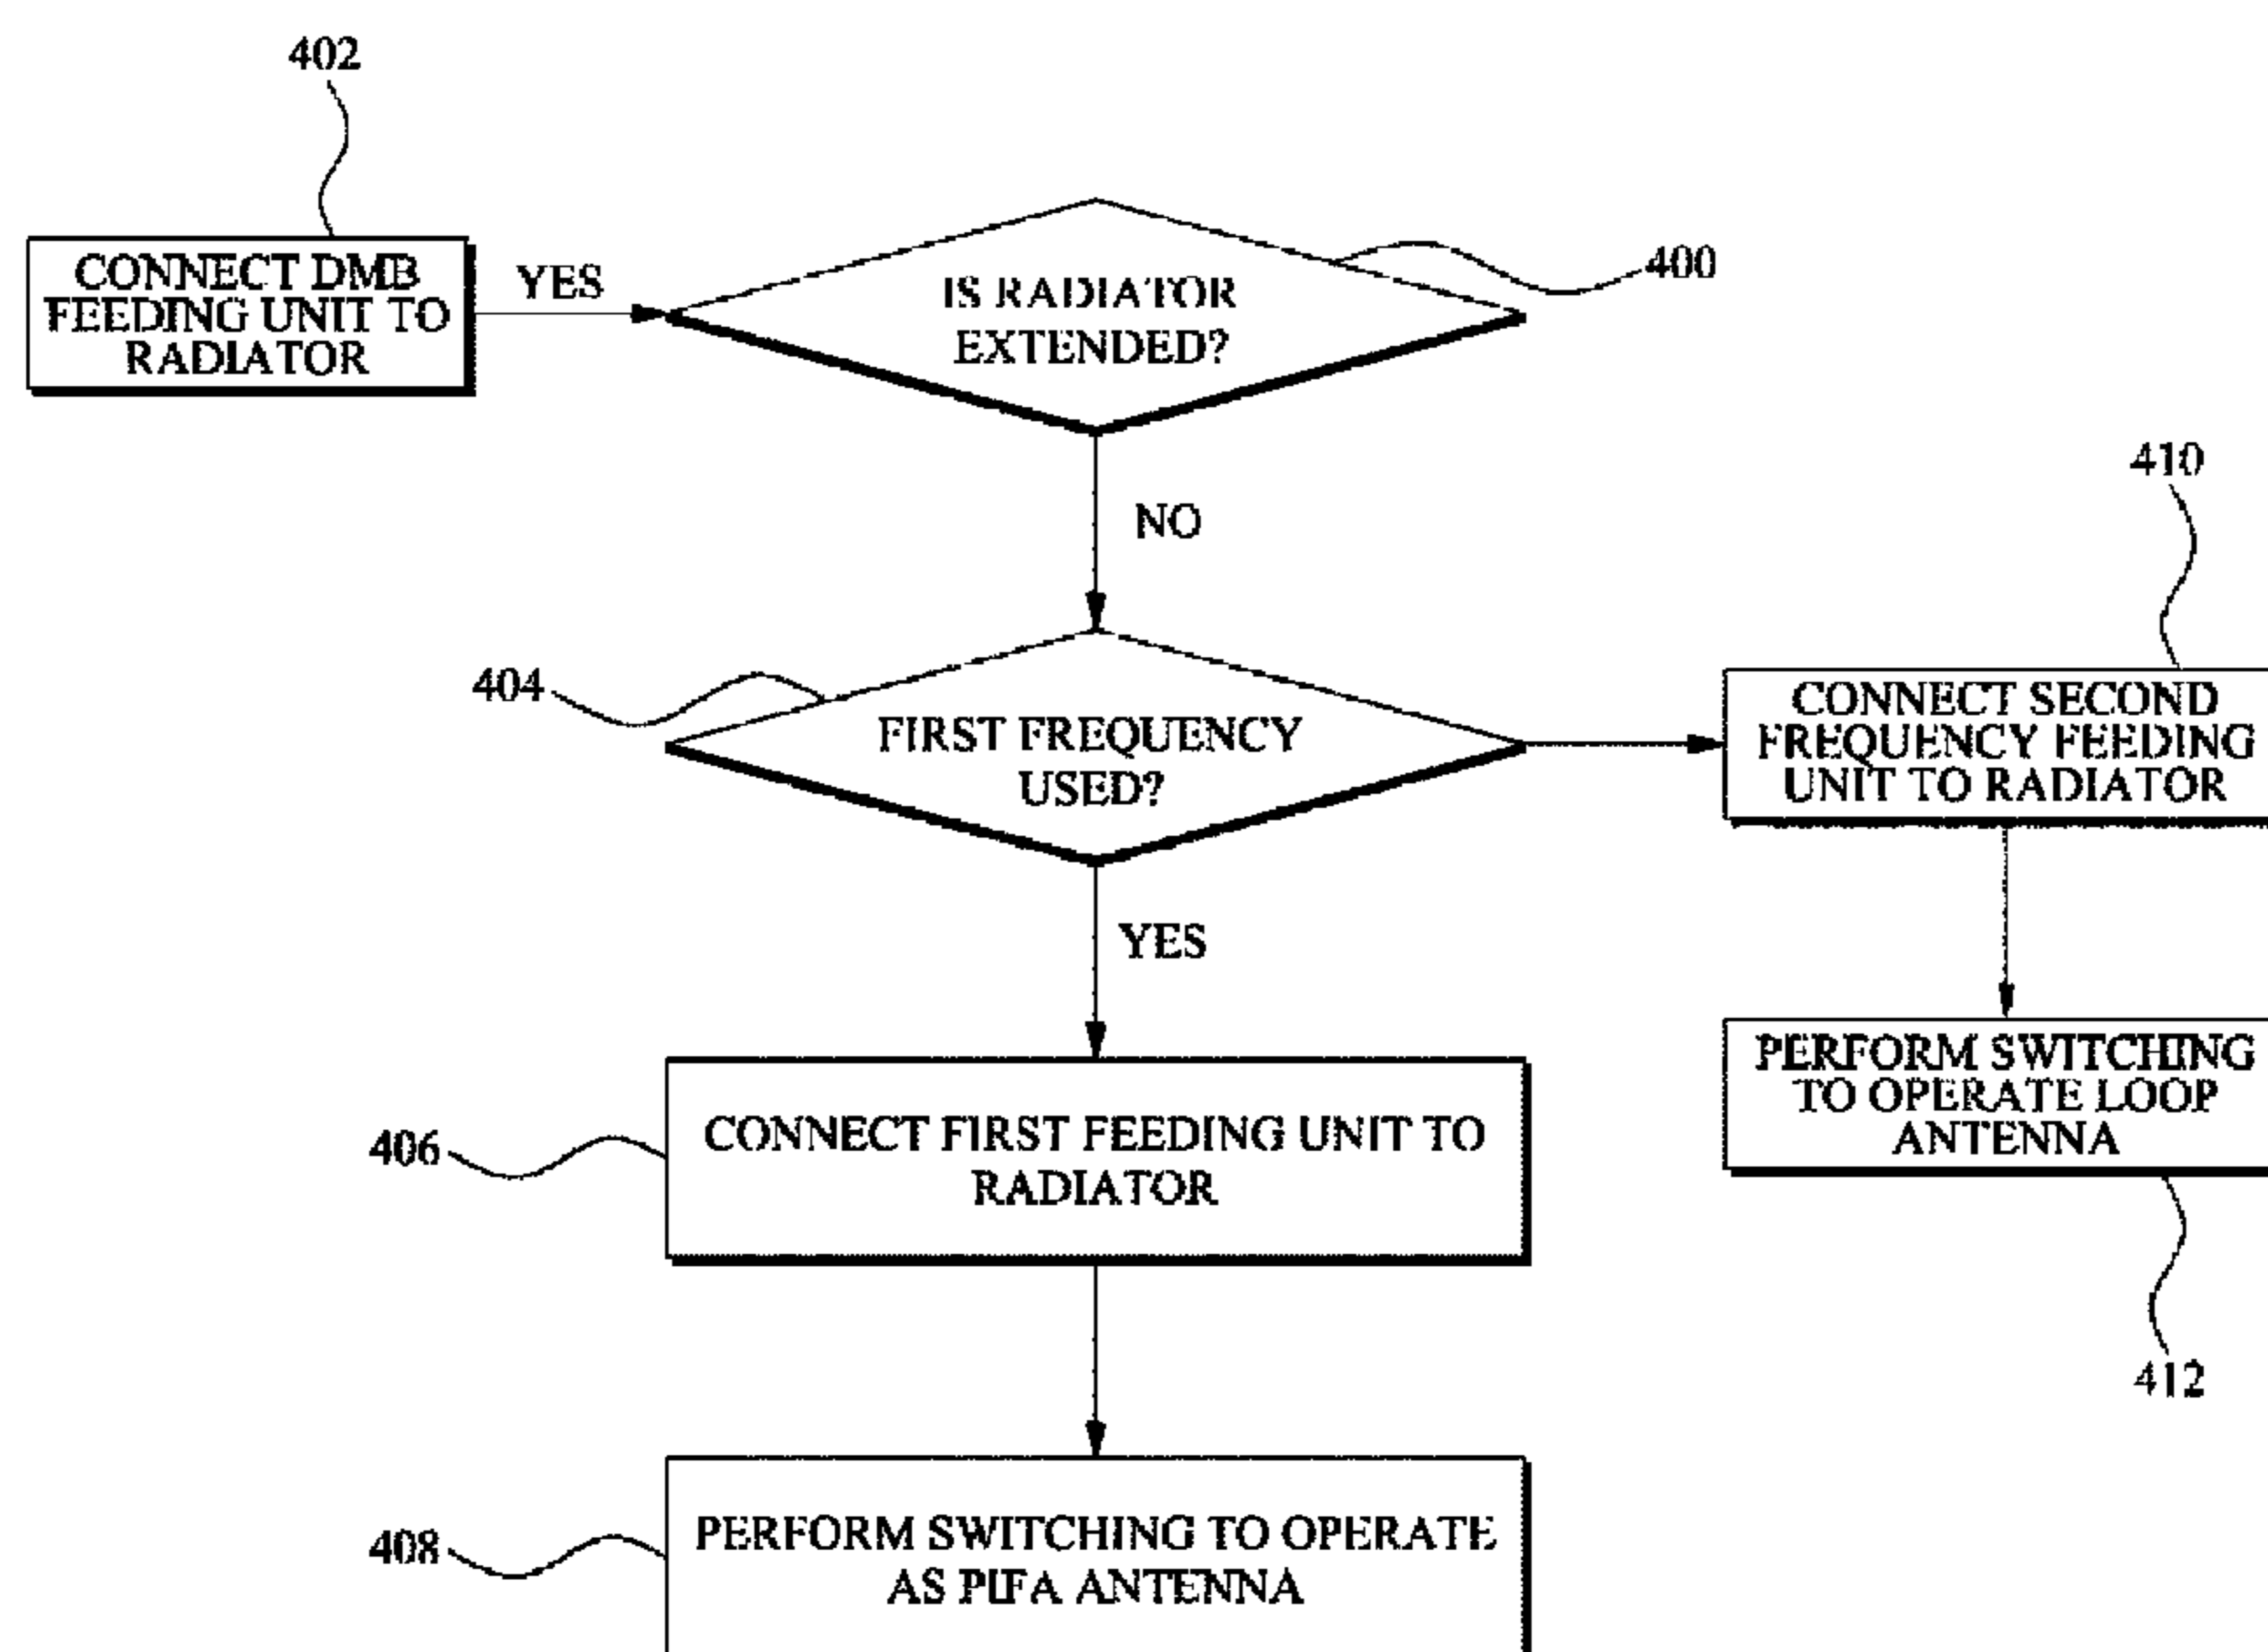 402
CONNECT DMB
FEEDING UNIT TO
RADIATOR
YES
IS RADIATOR
EXTENDED?
400
NO
410
404
FIRST FREQUENCY
USED?
CONNECT SECOND
FREQUENCY FEEDING
UNIT TO RADIATOR
YES
PERFORM SWITCHING
TO OPERATE LOOP
ANTENNA
406
CONNECT FIRST FEEDING UNIT TO
RADIATOR
412
408
PERFORM SWITCHING TO OPERATE
AS PIFA ANTENNA